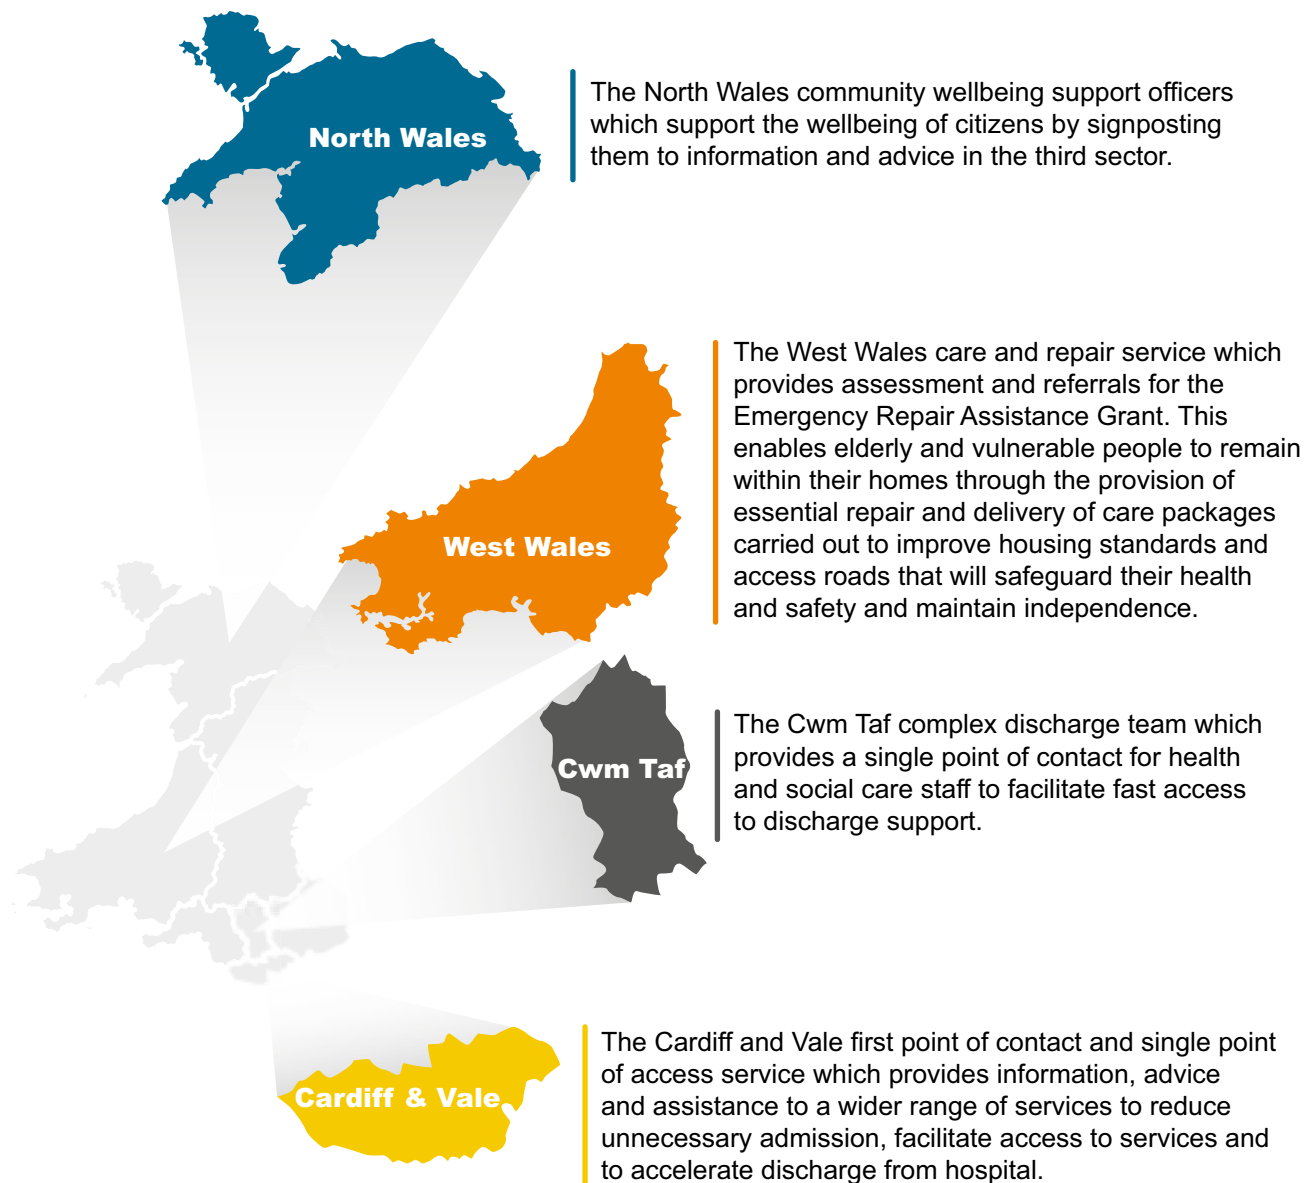 North Wales
The North Wales community wellbeing support officers
which support the wellbeing of citizens by signposting
them to information and advice in the third sector.
West Wales
The West Wales care and repair service which
provides assessment and referrals for the
Emergency Repair Assistance Grant. This
enables elderly and vulnerable people to remain
within their homes through the provision of
essential repair and delivery of care packages
carried out to improve housing standards and
access roads that will safeguard their health
and safety and maintain independence.
Cwm Taf
The Cwm Taf complex discharge team which
provides a single point of contact for health
and social care staff to facilitate fast access
to discharge support.
Cardiff & Vale
The Cardiff and Vale first point of contact and single point
of access service which provides information, advice
and assistance to a wider range of services to reduce
unnecessary admission, facilitate access to services and
to accelerate discharge from hospital.